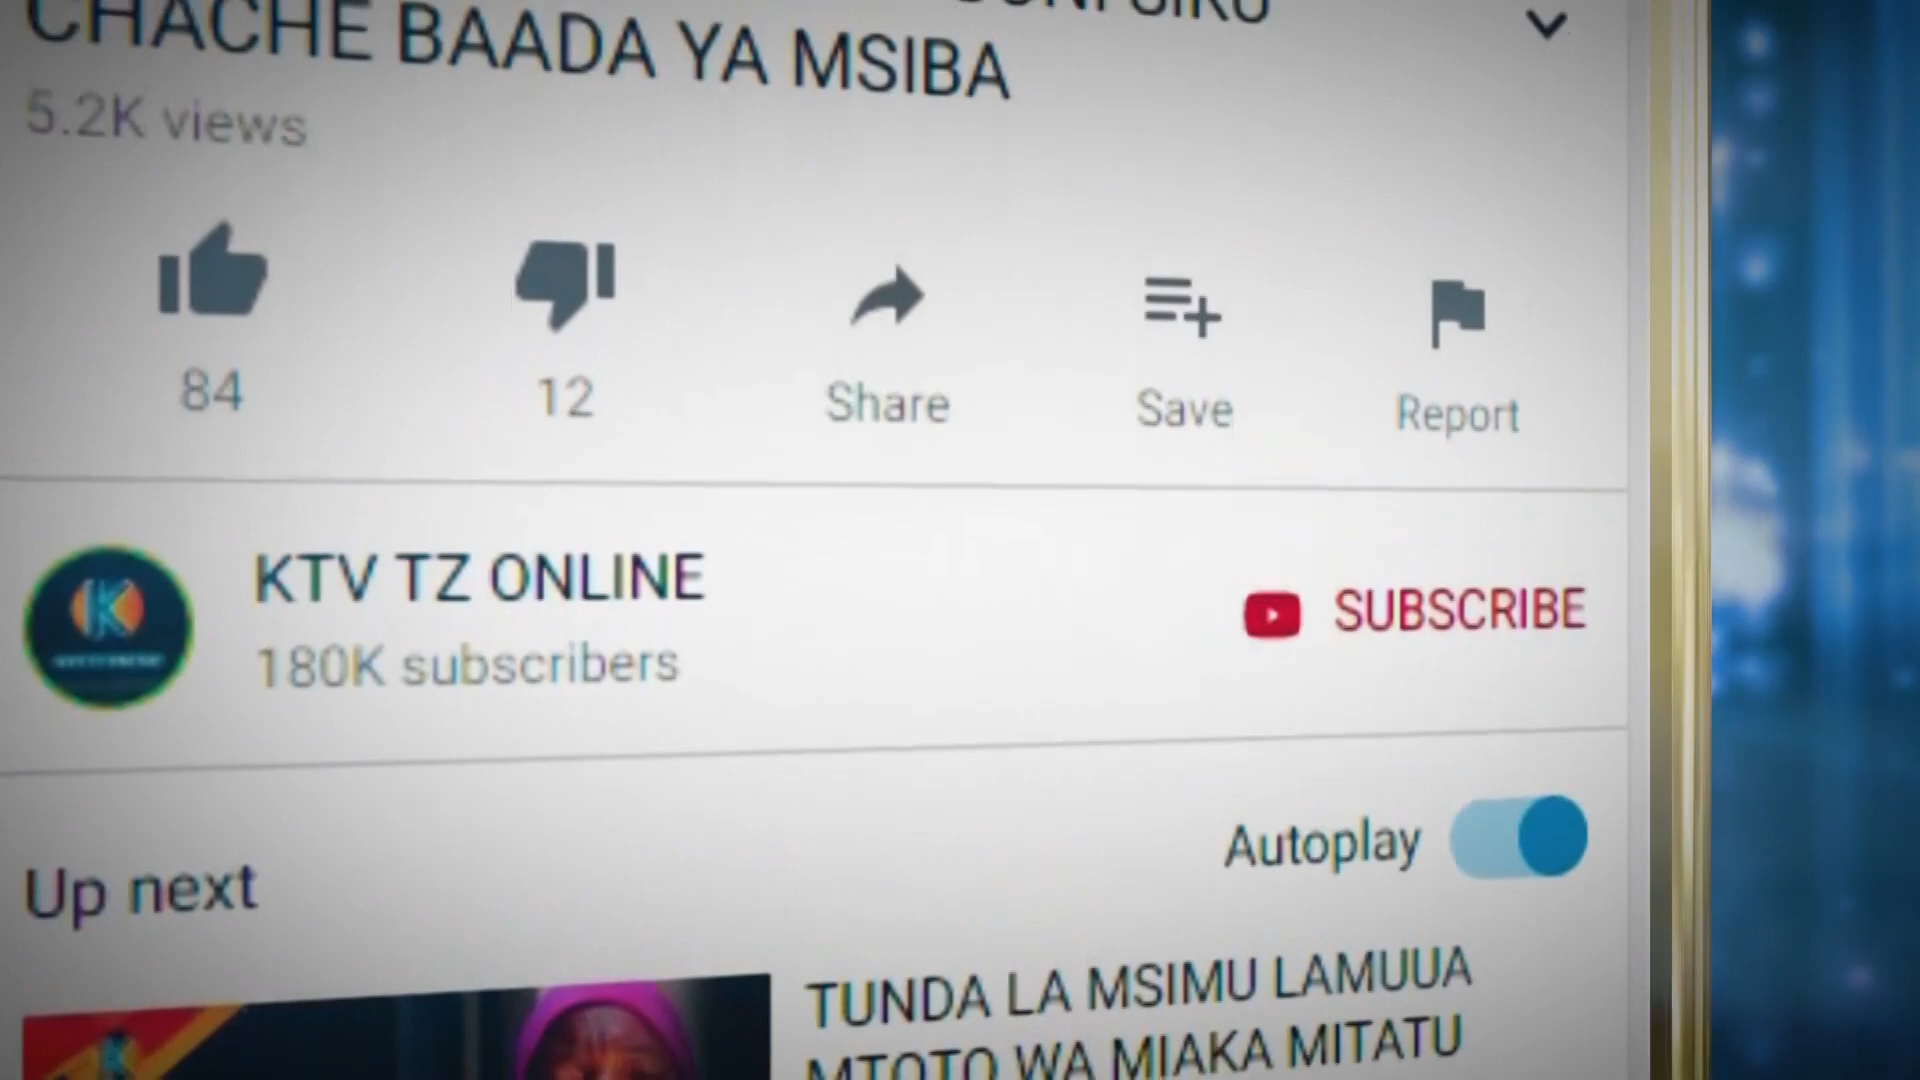 CHACHE BAADA YA MSIBA
5.2K views
84
12
Share
Save
Report
KTV TZ ONLINE
180K subscribers
SUBSCRIBE
Autoplay
Up next
TUNDA LA MSIMU LAMUUA
MTOTO WA MIAKA MITATU